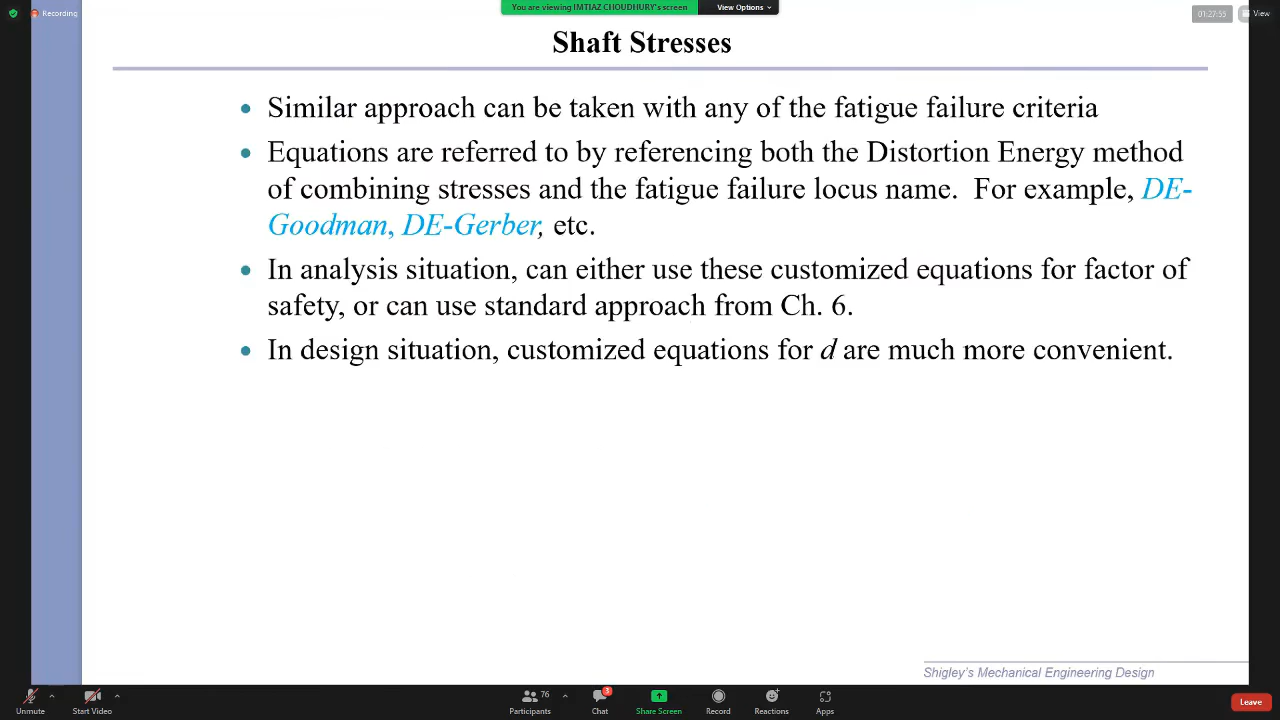 You are viewing IMTIAZ CHOUDHURY's screen
View Options
Recording
01:27:55
View
Shaft Stresses
Similar approach can be taken with any of the fatigue failure criteria
Equations are referred to by referencing both the Distortion Energy method
of combining stresses and the fatigue failure locus name. For example, DE-
Goodman, DE-Gerber, etc.
In analysis situation, can either use these customized equations for factor of
safety, or can use standard approach from Ch. 6.
In design situation, customized equations for d are much more convenient.
Shigley's Mechanical Engineering Design
76
3
Unmute
Start Video
Participants
Chat
Share Screen
Record
Reactions
Apps
Leave